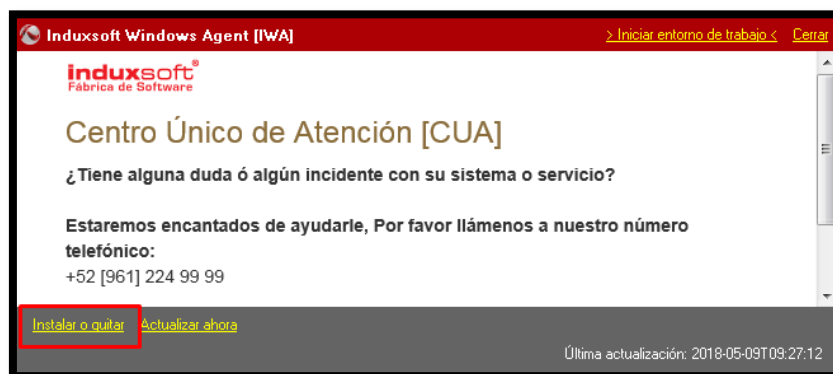 Induxsoft Windows Agent [IWA]
> Iniciar entorno de trabajo <
Cerrar
induxsoft®
Fábrica de Software
Centro Único de Atención [CUA]
¿Tiene alguna duda ó algún incidente con su sistema o servicio?
Estaremos encantados de ayudarle, Por favor llámenos a nuestro número
telefónico:
+52 [961] 224 99 99
Instalar o quitar
Actualizar ahora
Última actualización: 2018-05-09T09:27:12